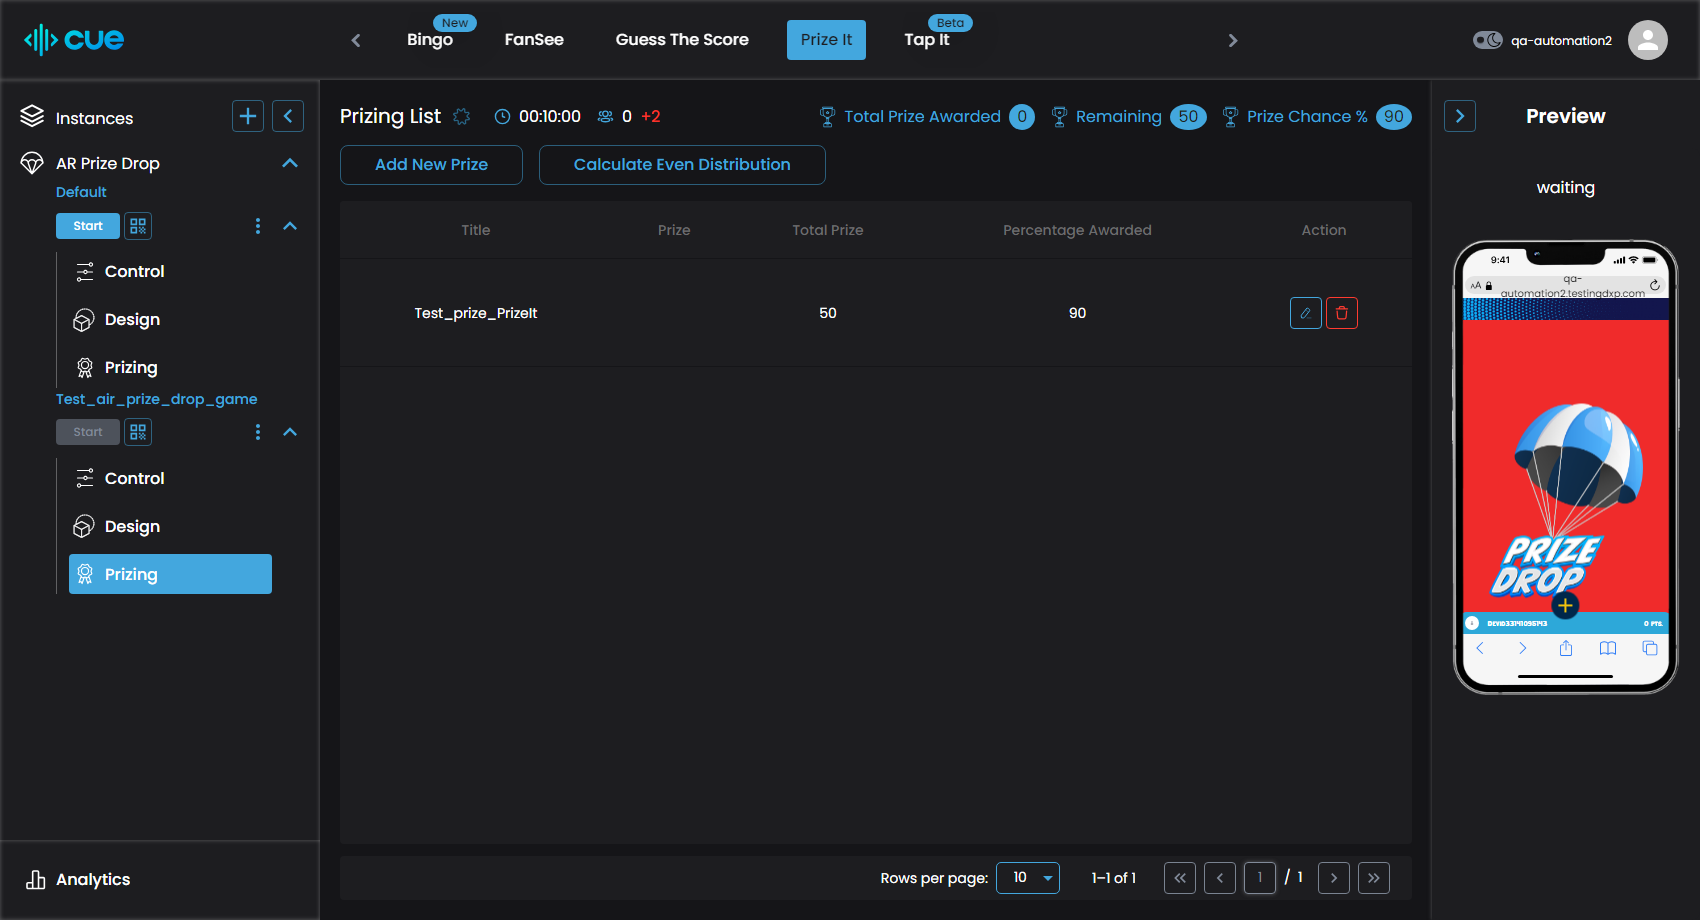 cue
New
Bingo
FanSee
Guess The Score
Prize It
Beta
Tap It
qa-automation2
Instances
AR Prize Drop
Default
Start
Control
Design
Prizing
Test_air_prize_drop_game
Start
Control
Design
Prizing
Analytics
Prizing List
00:10:00
0 +2
Total Prize Awarded 0
Remaining 50
Prize Chance % 90
Add New Prize
Calculate Even Distribution
Title Prize Total Prize Percentage Awarded Action
Test_prize_PrizeIt 50 90
Rows per page: 10 1-1 of 1 1 / 1
Preview
waiting
9:41
AA
qa-
automation2.testingdxp.com
PRIZE
DROP
0 PTS.